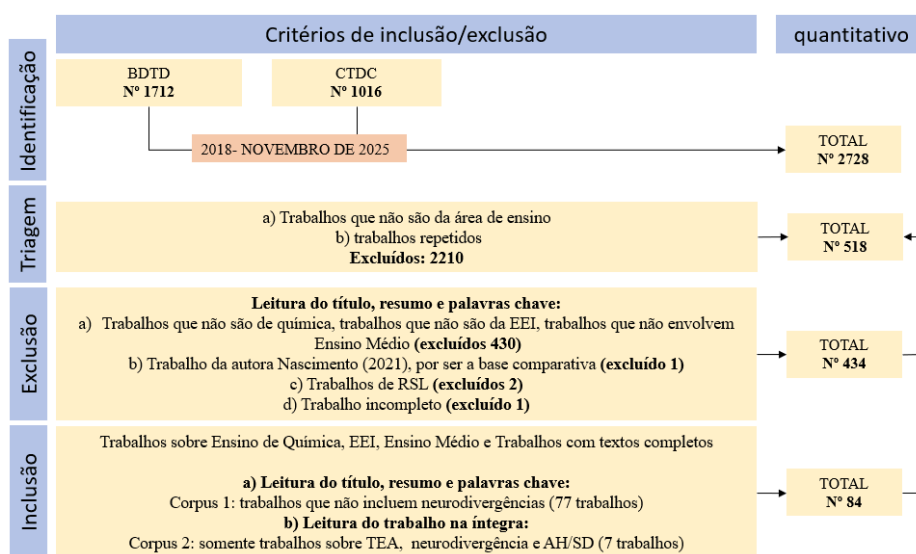 Critérios de inclusão/exclusão
quantitativo
Identificação
BDTD
Nº 1712
CTDC
Nº 1016
2018- NOVEMBRO DE 2025
TOTAL
Nº 2728
Triagem
a) Trabalhos que não são da área de ensino
b) trabalhos repetidos
Excluídos: 2210
TOTAL
Nº 518
Exclusão
Leitura do título, resumo e palavras chave:
a) Trabalhos que não são de química, trabalhos que não são da EEI, trabalhos que não envolvem
Ensino Médio (excluídos 430)
b) Trabalho da autora Nascimento (2021), por ser a base comparativa (excluído 1)
c) Trabalhos de RSL (excluídos 2)
d) Trabalho incompleto (excluído 1)
TOTAL
Nº 434
Inclusão
Trabalhos sobre Ensino de Química, EEI, Ensino Médio e Trabalhos com textos completos
a) Leitura do título, resumo e palavras chave:
Corpus 1: trabalhos que não incluem neurodivergências (77 trabalhos)
b) Leitura do trabalho na íntegra:
Corpus 2: somente trabalhos sobre TEA, neurodivergência e AH/SD (7 trabalhos)
TOTAL
Nº 84